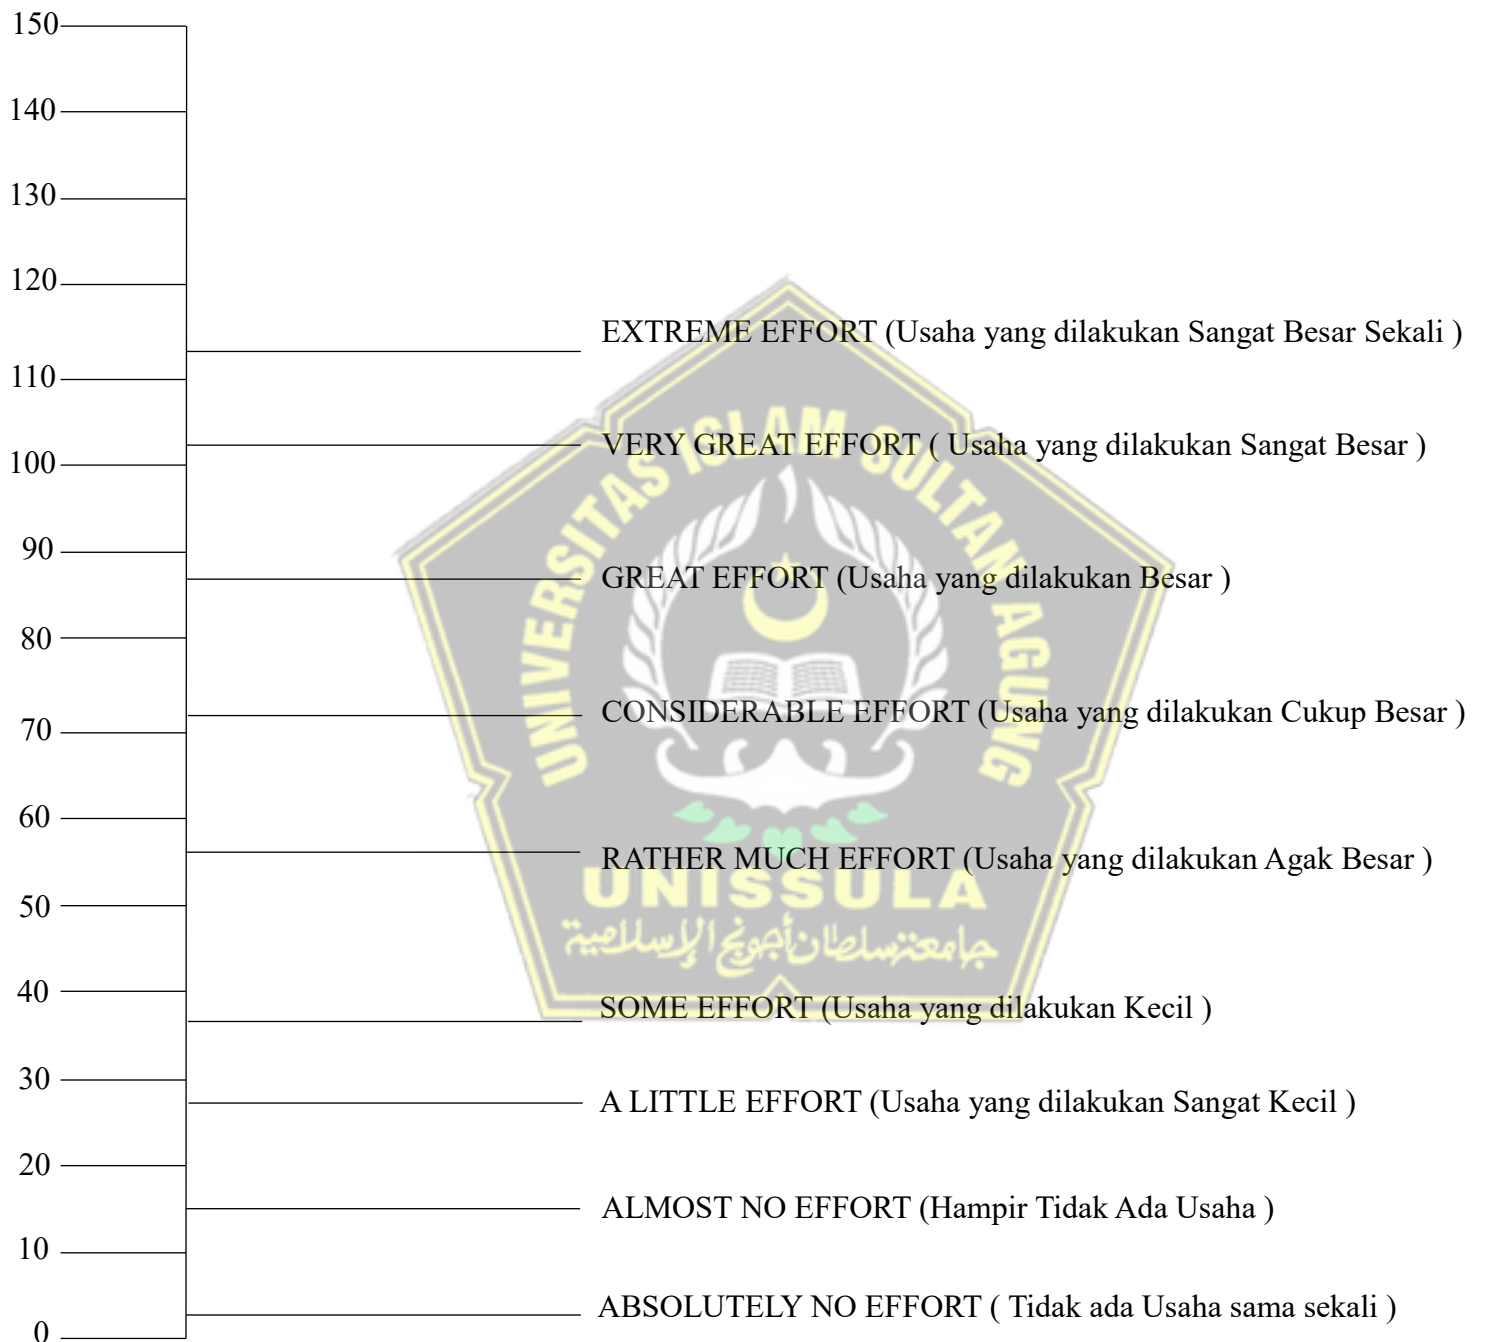 150
140
130
120
EXTREME EFFORT (Usaha yang dilakukan Sangat Besar Sekali )
110
VERY GREAT EFFORT ( Usaha yang dilakukan Sangat Besar )
100
UNIVERSITAS ISLAM SULTAN AGUNG
90
GREAT EFFORT (Usaha yang dilakukan Besar )
80
CONSIDERABLE EFFORT (Usaha yang dilakukan Cukup Besar )
70
60
RATHER MUCH EFFORT (Usaha yang dilakukan Agak Besar )
UNISSULA
50
جامعتسلطان أجونج الإسلامية
40
SOME EFFORT (Usaha yang dilakukan Kecil )
30
A LITTLE EFFORT (Usaha yang dilakukan Sangat Kecil )
20
ALMOST NO EFFORT (Hampir Tidak Ada Usaha )
10
ABSOLUTELY NO EFFORT ( Tidak ada Usaha sama sekali )
0